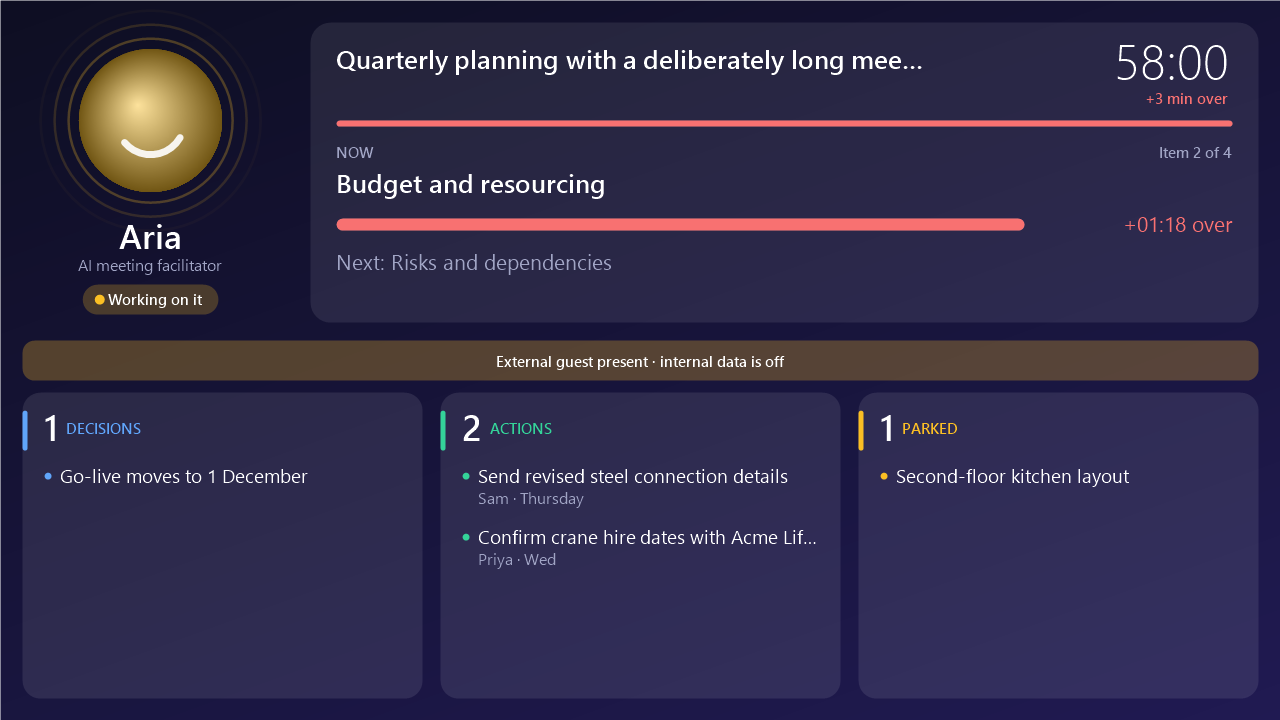 Quarterly planning with a deliberately long mee...
58:00
+3 min over
NOW
Item 2 of 4
Budget and resourcing
+01:18 over
Next: Risks and dependencies
Aria
AI meeting facilitator
Working on it
External guest present · internal data is off
1 DECISIONS
Go-live moves to 1 December
2 ACTIONS
Send revised steel connection details
Sam · Thursday
Confirm crane hire dates with Acme Lif...
Priya · Wed
1 PARKED
Second-floor kitchen layout